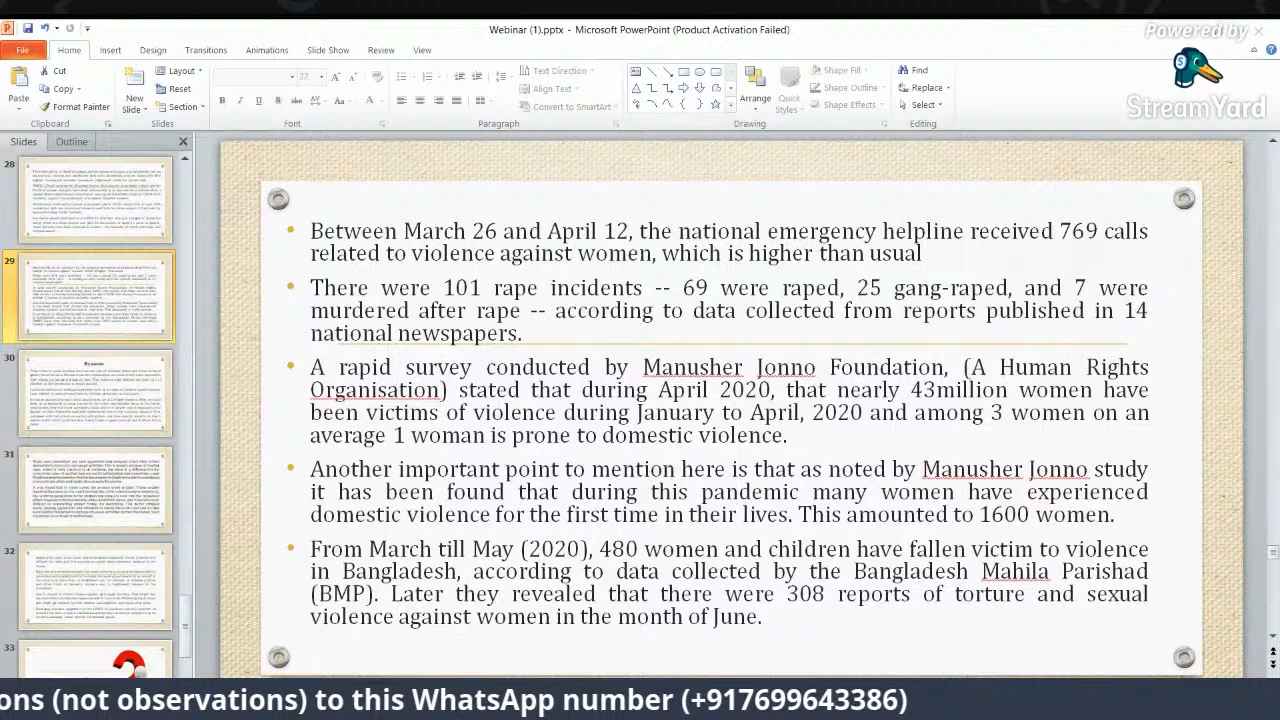 Webinar (1).pptx - Microsoft PowerPoint (Product Activation Failed)
Powered by
StreamYard
File Home Insert Design Transitions Animations Slide Show Review View
Paste
Cut
Copy
Format Painter
Clipboard
New Slide
Layout
Reset
Section
Slides
22
Font
Text Direction
Align Text
Convert to SmartArt
Paragraph
Arrange
Quick Styles
Shape Fill
Shape Outline
Shape Effects
Drawing
Find
Replace
Select
Editing
Slides Outline
28
29
30
31
32
33
Between March 26 and April 12, the national emergency helpline received 769 calls
related to violence against women, which is higher than usual
There were 101 rape incidents -- 69 were raped, 25 gang-raped, and 7 were
murdered after rape -- according to data collected from reports published in 14
national newspapers.
A rapid survey conducted by Manusher Jonno Foundation, (A Human Rights
Organisation) stated that during April 2020 that nearly 43million women have
been victims of violence during January to April, 2020 and among 3 women on an
average 1 woman is prone to domestic violence.
Another important point to mention here is that as noted by Manusher Jonno study
it has been found that during this pandemic many women have experienced
domestic violence for the first time in their lives. This amounted to 1600 women.
From March till May (2020), 480 women and children have fallen victim to violence
in Bangladesh, according to data collected by the Bangladesh Mahila Parishad
(BMP). Later they revealed that there were 308 reports of torture and sexual
violence against women in the month of June.
ons (not observations) to this WhatsApp number (+917699643386)